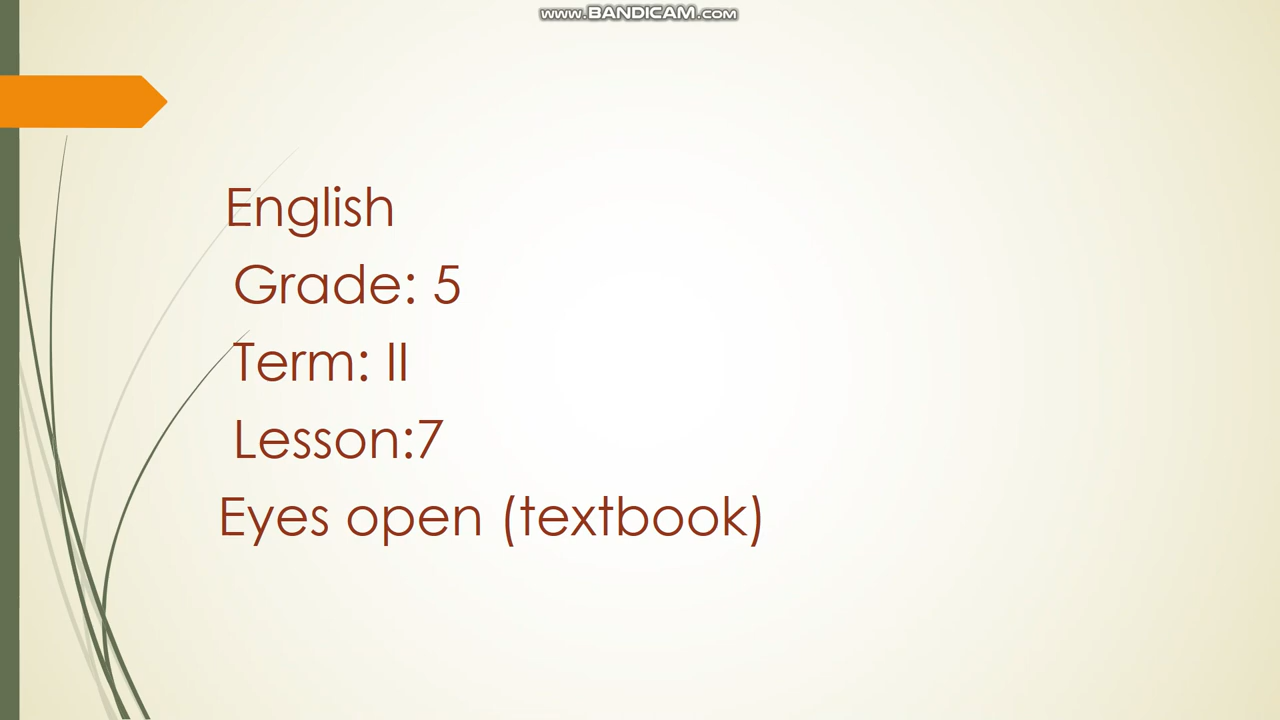 www.BANDICAM.com
English
Grade: 5
Term: II
Lesson:7
Eyes open (textbook)